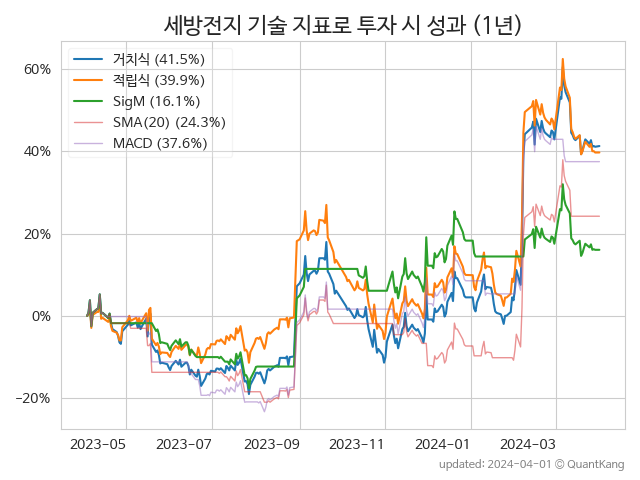 세방전지 기술 지표로 투자 시 성과 (1년)
거치식 (41.5%)
적립식 (39.9%)
SigM (16.1%)
SMA(20) (24.3%)
MACD (37.6%)
60%
40%
20%
0%
−20%
2023-05 2023-07 2023-09 2023-11 2024-01 2024-03
updated: 2024-04-01 © QuantKang